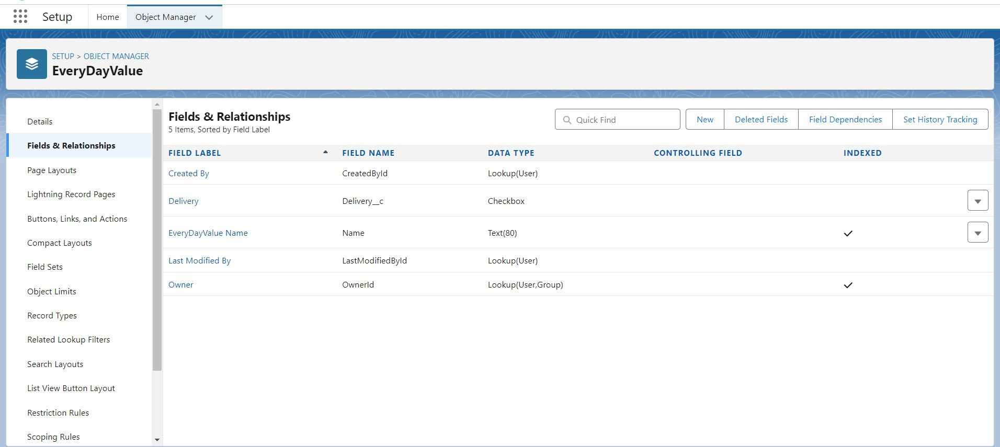 Setup
Home
Object Manager
SETUP > OBJECT MANAGER
EveryDayValue
Details
Fields & Relationships
Page Layouts
Lightning Record Pages
Buttons, Links, and Actions
Compact Layouts
Field Sets
Object Limits
Record Types
Related Lookup Filters
Search Layouts
List View Button Layout
Restriction Rules
Scoping Rules
Fields & Relationships
5 Items, Sorted by Field Label
Quick Find
New
Deleted Fields
Field Dependencies
Set History Tracking
FIELD LABEL FIELD NAME DATA TYPE CONTROLLING FIELD INDEXED
Created By CreatedById Lookup(User)
Delivery Delivery__c Checkbox
EveryDayValue Name Name Text(80)
Last Modified By LastModifiedById Lookup(User)
Owner OwnerId Lookup(User,Group)